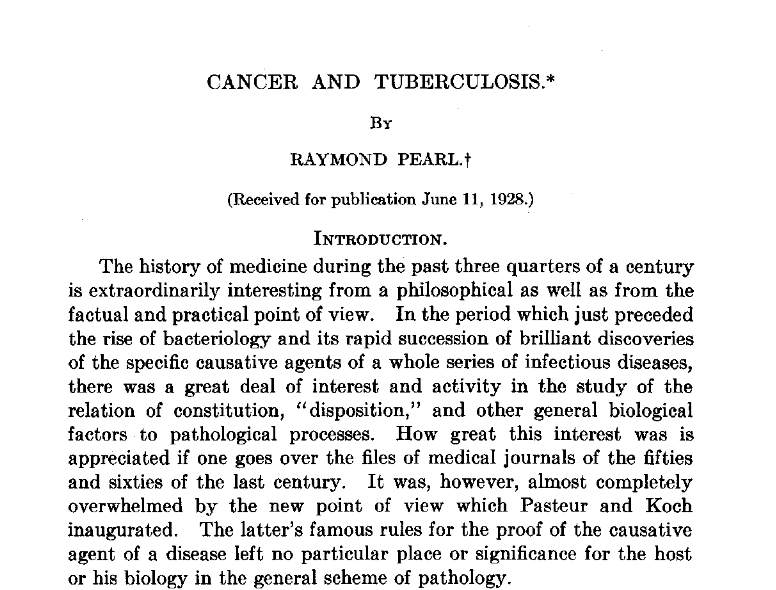 CANCER AND TUBERCULOSIS.*
By
RAYMOND PEARL.†
(Received for publication June 11, 1928.)
Introduction.
The history of medicine during the past three quarters of a century
is extraordinarily interesting from a philosophical as well as from the
factual and practical point of view. In the period which just preceded
the rise of bacteriology and its rapid succession of brilliant discoveries
of the specific causative agents of a whole series of infectious diseases,
there was a great deal of interest and activity in the study of the
relation of constitution, “disposition,” and other general biological
factors to pathological processes. How great this interest was is
appreciated if one goes over the files of medical journals of the fifties
and sixties of the last century. It was, however, almost completely
overwhelmed by the new point of view which Pasteur and Koch
inaugurated. The latter’s famous rules for the proof of the causative
agent of a disease left no particular place or significance for the host
or his biology in the general scheme of pathology.